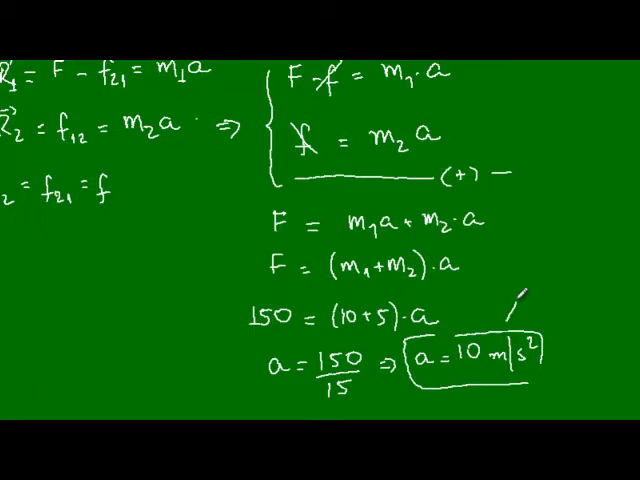 R₁ = F - f₂₁ = m₁a
R₂ = f₁₂ = m₂a ⇒
₂ = f₂₁ = f
F - f = m₁·a
f = m₂a
(+)
F = m₁a + m₂·a
F = (m₁+m₂)·a
150 = (10+5)·a
a = 150/15 ⇒ a = 10 m/s²